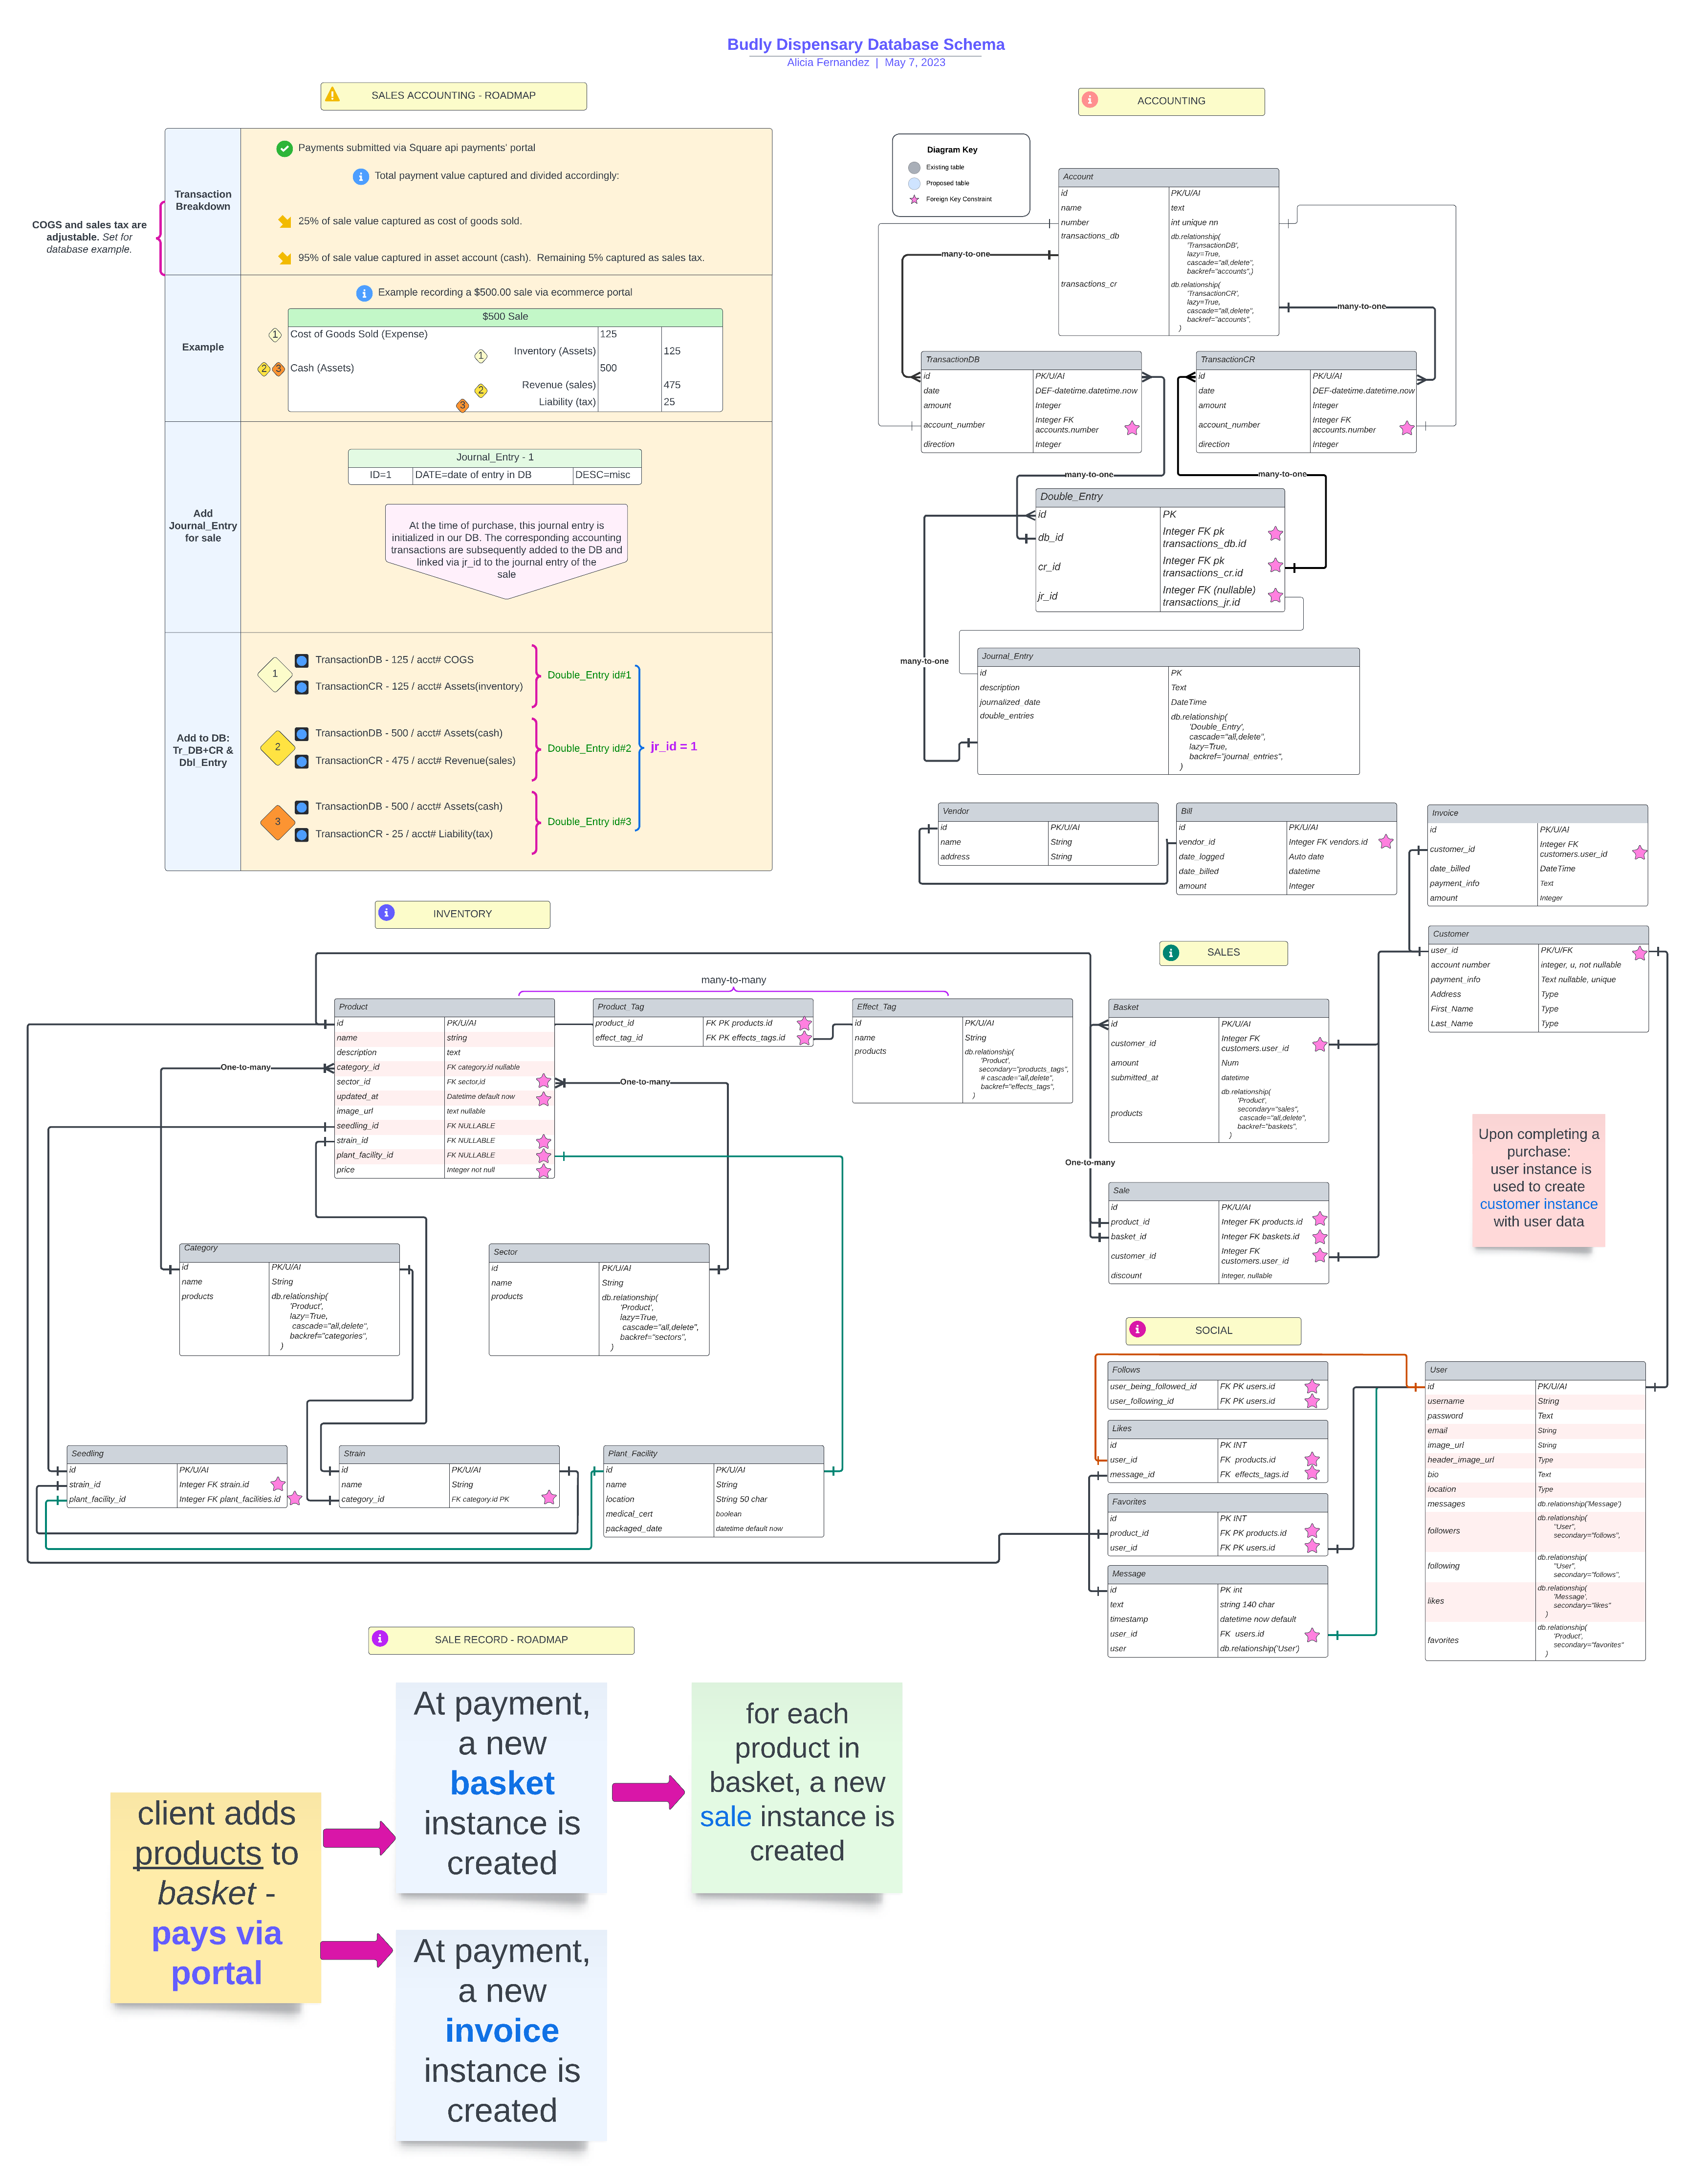 Budly Dispensary Database Schema
Alicia Fernandez | May 7, 2023
SALES ACCOUNTING - ROADMAP
COGS and sales tax are
adjustable. Set for
database example.
Transaction
Breakdown
Payments submitted via Square api payments' portal
Total payment value captured and divided accordingly:
25% of sale value captured as cost of goods sold.
95% of sale value captured in asset account (cash). Remaining 5% captured as sales tax.
Example
Example recording a $500.00 sale via ecommerce portal
$500 Sale
1 Cost of Goods Sold (Expense) 125
1 Inventory (Assets) 125
2 3 Cash (Assets) 500
2 Revenue (sales) 475
3 Liability (tax) 25
Add
Journal_Entry
for sale
Journal_Entry - 1
ID=1 DATE=date of entry in DB DESC=misc
At the time of purchase, this journal entry is
initialized in our DB. The corresponding accounting
transactions are subsequently added to the DB and
linked via jr_id to the journal entry of the
sale
Add to DB:
Tr_DB+CR &
Dbl_Entry
1
TransactionDB - 125 / acct# COGS
TransactionCR - 125 / acct# Assets(inventory)
Double_Entry id#1
2
TransactionDB - 500 / acct# Assets(cash)
TransactionCR - 475 / acct# Revenue(sales)
Double_Entry id#2
jr_id = 1
3
TransactionDB - 500 / acct# Assets(cash)
TransactionCR - 25 / acct# Liability(tax)
Double_Entry id#3
ACCOUNTING
Diagram Key
Existing table
Proposed table
Foreign Key Constraint
Account
id PK/U/AI
name text
number int unique nn
transactions_db db.relationship(
'TransactionDB',
lazy=True,
cascade="all,delete",
backref="accounts",)
transactions_cr db.relationship(
'TransactionCR',
lazy=True,
cascade="all,delete",
backref="accounts",
)
many-to-one
many-to-one
TransactionDB
id PK/U/AI
date DEF-datetime.datetime.now
amount Integer
account_number Integer FK
accounts.number
direction Integer
TransactionCR
id PK/U/AI
date DEF-datetime.datetime.now
amount Integer
account_number Integer FK
accounts.number
direction Integer
many-to-one
many-to-one
Double_Entry
id PK
db_id Integer FK pk
transactions_db.id
cr_id Integer FK pk
transactions_cr.id
jr_id Integer FK (nullable)
transactions_jr.id
many-to-one
Journal_Entry
id PK
description Text
journalized_date DateTime
double_entries db.relationship(
'Double_Entry',
cascade="all,delete",
lazy=True,
backref="journal_entries",
)
Vendor
id PK/U/AI
name String
address String
Bill
id PK/U/AI
vendor_id Integer FK vendors.id
date_logged Auto date
date_billed datetime
amount Integer
Invoice
id PK/U/AI
customer_id Integer FK
customers.user_id
date_billed DateTime
payment_info Text
amount Integer
Customer
user_id PK/U/FK
account number integer, u, not nullable
payment_info Text nullable, unique
Address Type
First_Name Type
Last_Name Type
INVENTORY
many-to-many
Product
id PK/U/AI
name string
description text
category_id FK category.id nullable
sector_id FK sector,id
updated_at Datetime default now
image_url text nullable
seedling_id FK NULLABLE
strain_id FK NULLABLE
plant_facility_id FK NULLABLE
price Integer not null
Product_Tag
product_id FK PK products.id
effect_tag_id FK PK effects_tags.id
Effect_Tag
id PK/U/AI
name String
products db.relationship(
'Product',
secondary="products_tags",
# cascade="all,delete",
backref="effects_tags",
)
One-to-many
One-to-many
Category
id PK/U/AI
name String
products db.relationship(
'Product',
lazy=True,
cascade="all,delete",
backref="categories",
)
Sector
id PK/U/AI
name String
products db.relationship(
'Product',
lazy=True,
cascade="all,delete",
backref="sectors",
)
Seedling
id PK/U/AI
strain_id Integer FK strain.id
plant_facility_id Integer FK plant_facilities.id
Strain
id PK/U/AI
name String
category_id FK category.id PK
Plant_Facility
id PK/U/AI
name String
location String 50 char
medical_cert boolean
packaged_date datetime default now
SALES
Basket
id PK/U/AI
customer_id Integer FK
customers.user_id
amount Num
submitted_at datetime
products db.relationship(
'Product',
secondary="sales",
cascade="all,delete",
backref="baskets",
)
One-to-many
Sale
id PK/U/AI
product_id Integer FK products.id
basket_id Integer FK baskets.id
customer_id Integer FK
customers.user_id
discount Integer, nullable
Upon completing a
purchase:
user instance is
used to create
customer instance
with user data
SOCIAL
Follows
user_being_followed_id FK PK users.id
user_following_id FK PK users.id
Likes
id PK INT
user_id FK products.id
message_id FK effects_tags.id
Favorites
id PK INT
product_id FK PK products.id
user_id FK PK users.id
Message
id PK int
text string 140 char
timestamp datetime now default
user_id FK users.id
user db.relationship('User')
User
id PK/U/AI
username String
password Text
email String
image_url String
header_image_url Type
bio Text
location Type
messages db.relationship('Message')
followers db.relationship(
"User",
secondary="follows",
following db.relationship(
"User",
secondary="follows",
likes db.relationship(
'Message',
secondary="likes"
)
favorites db.relationship(
'Product',
secondary="favorites"
)
SALE RECORD - ROADMAP
client adds
products to
basket -
pays via
portal
At payment,
a new
basket
instance is
created
for each
product in
basket, a new
sale instance is
created
At payment,
a new
invoice
instance is
created